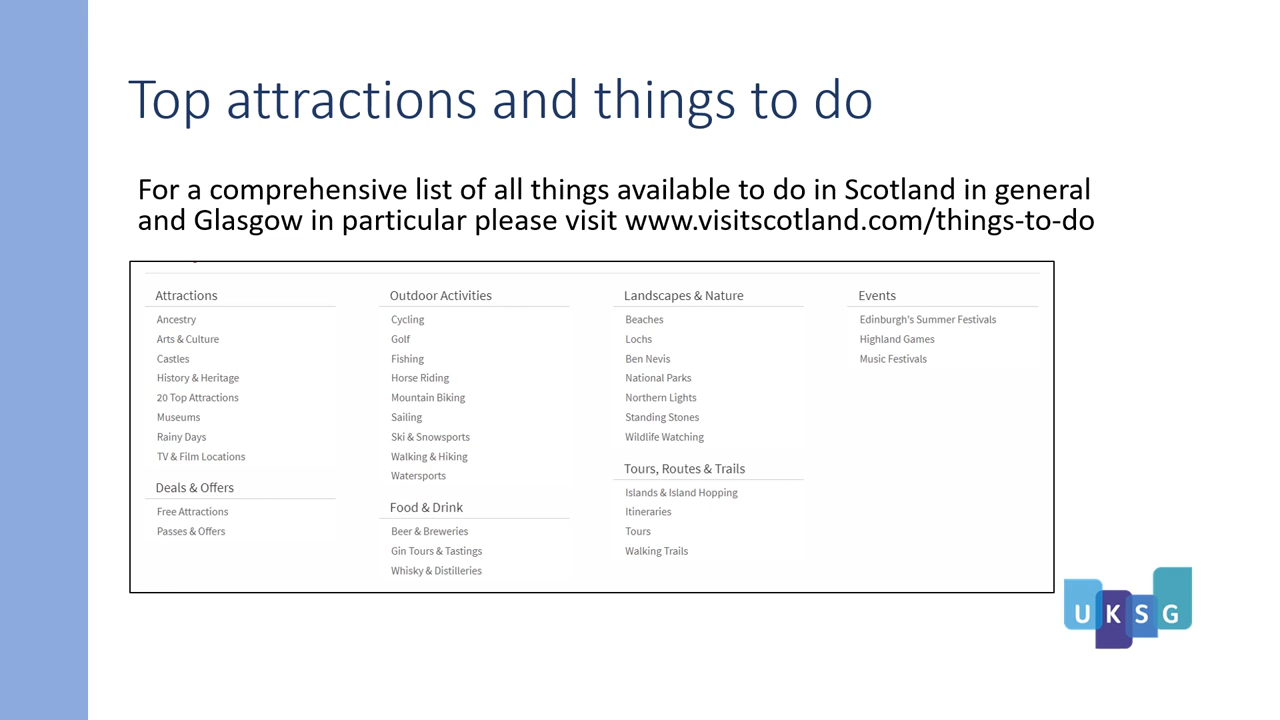 Top attractions and things to do
For a comprehensive list of all things available to do in Scotland in general
and Glasgow in particular please visit www.visitscotland.com/things-to-do
Attractions
Ancestry
Arts & Culture
Castles
History & Heritage
20 Top Attractions
Museums
Rainy Days
TV & Film Locations
Deals & Offers
Free Attractions
Passes & Offers
Outdoor Activities
Cycling
Golf
Fishing
Horse Riding
Mountain Biking
Sailing
Ski & Snowsports
Walking & Hiking
Watersports
Food & Drink
Beer & Breweries
Gin Tours & Tastings
Whisky & Distilleries
Landscapes & Nature
Beaches
Lochs
Ben Nevis
National Parks
Northern Lights
Standing Stones
Wildlife Watching
Tours, Routes & Trails
Islands & Island Hopping
Itineraries
Tours
Walking Trails
Events
Edinburgh's Summer Festivals
Highland Games
Music Festivals
UKSG